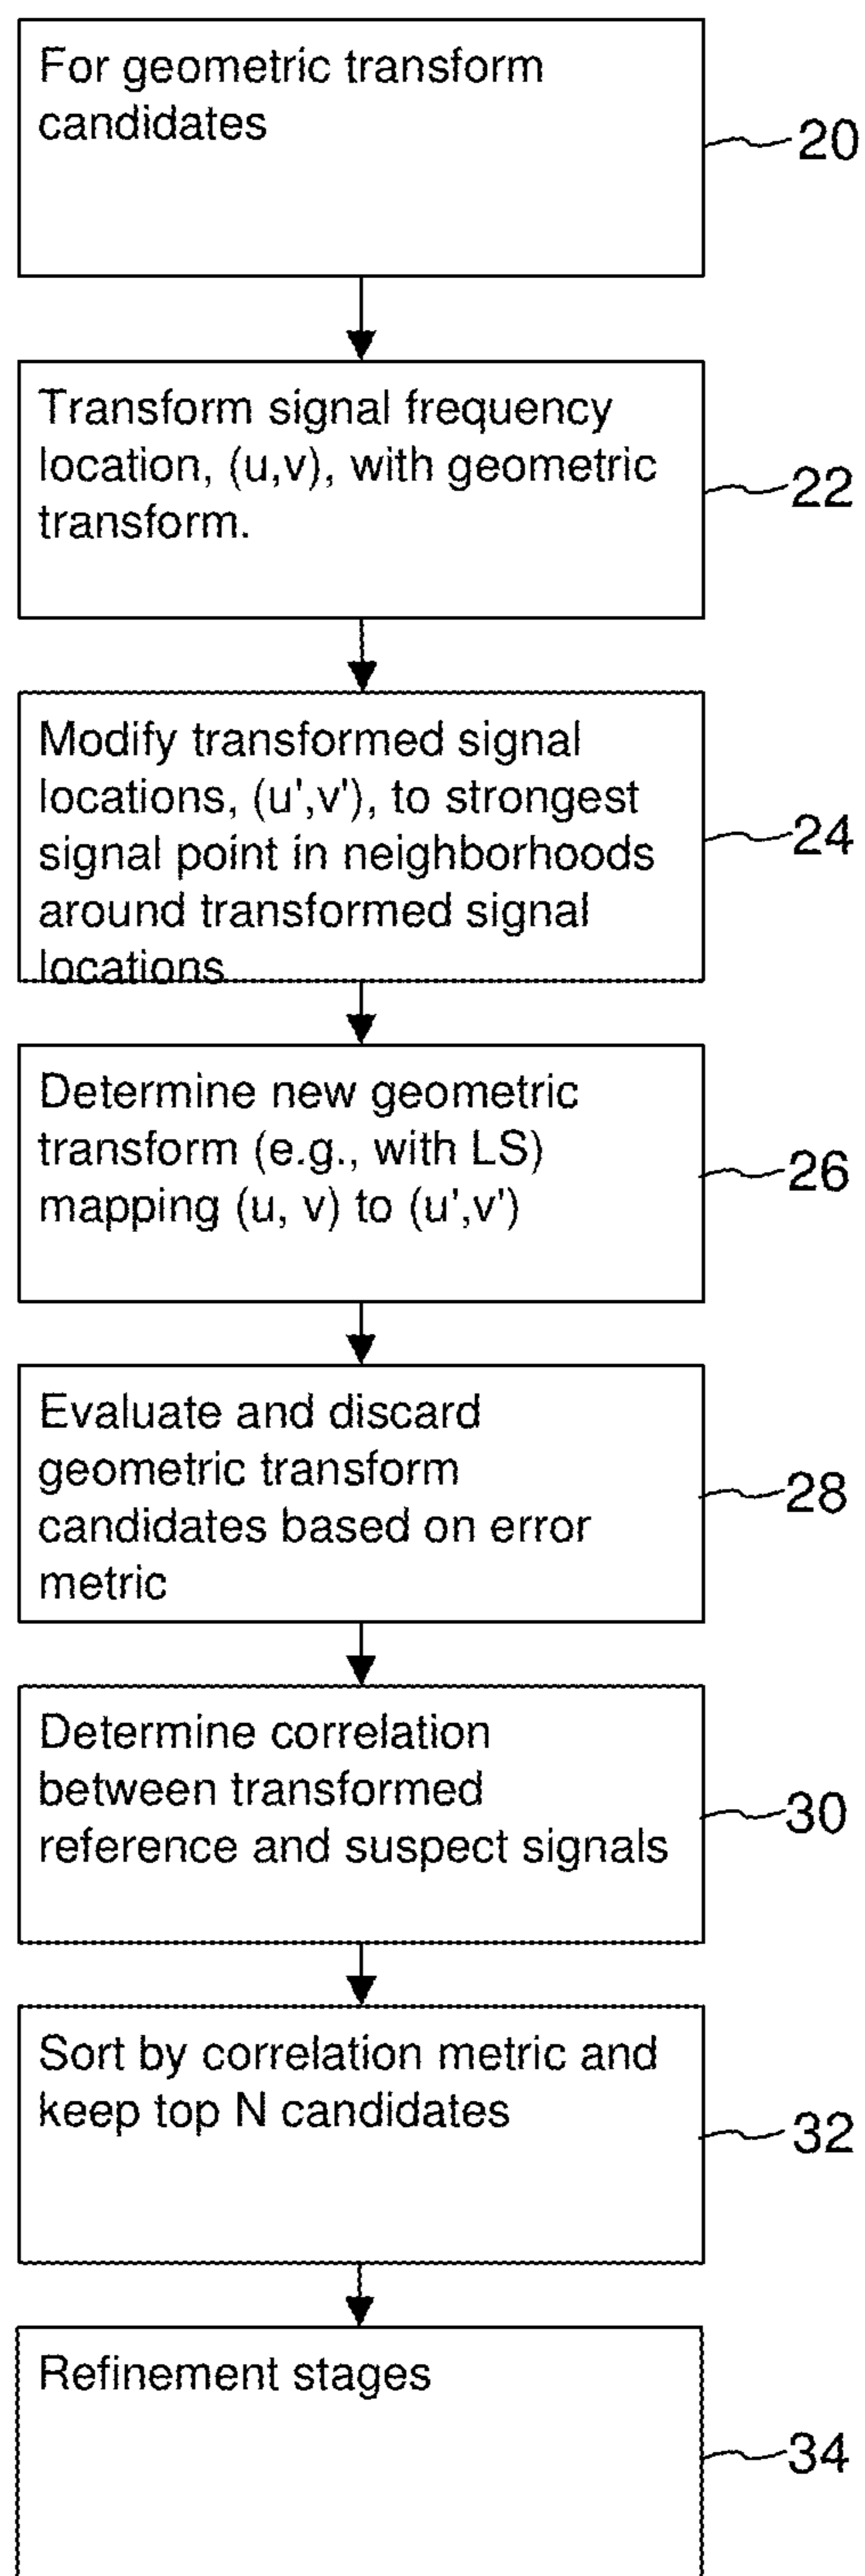 For geometric transform
candidates
20
Transform signal frequency
location, (u,v), with geometric
transform.
22
Modify transformed signal
locations, (u',v'), to strongest
signal point in neighborhoods
around transformed signal
locations
24
Determine new geometric
transform (e.g., with LS)
mapping (u, v) to (u',v')
26
Evaluate and discard
geometric transform
candidates based on error
metric
28
Determine correlation
between transformed
reference and suspect signals
30
Sort by correlation metric and
keep top N candidates
32
Refinement stages
34